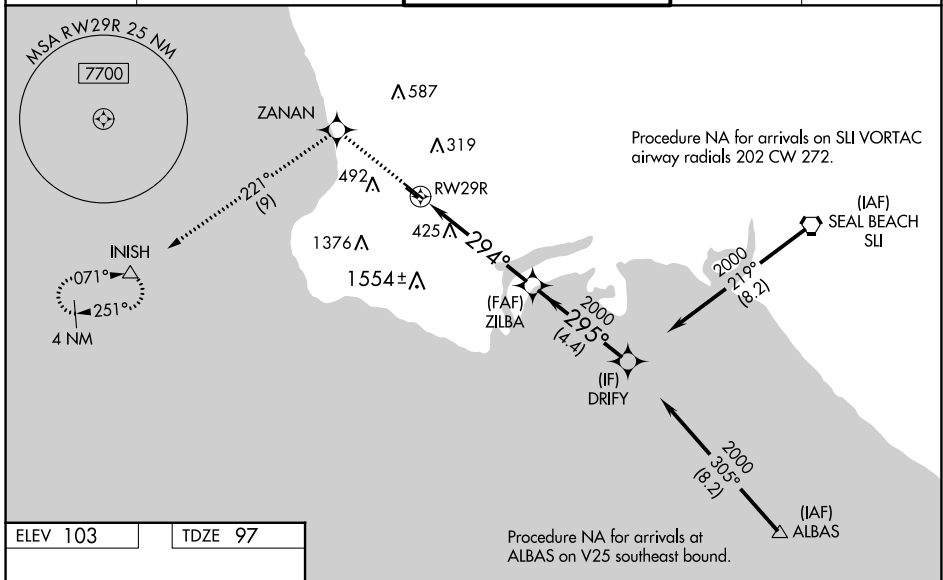 MSA RW29R 25 NM
7700
ZANAN
587
319
492
RW29R
Procedure NA for arrivals on SLI VORTAC
airway radials 202 CW 272.
221°
(9)
INISH
071°
251°
4 NM
1376
425
1554±
294°
(FAF)
ZILBA
2000
295°
(4.4)
(IF)
DRIFY
(IAF)
SEAL BEACH
SLI
2000
219°
(8.2)
2000
305°
(8.2)
(IAF)
ALBAS
Procedure NA for arrivals at
ALBAS on V25 southeast bound.
ELEV 103
TDZE 97